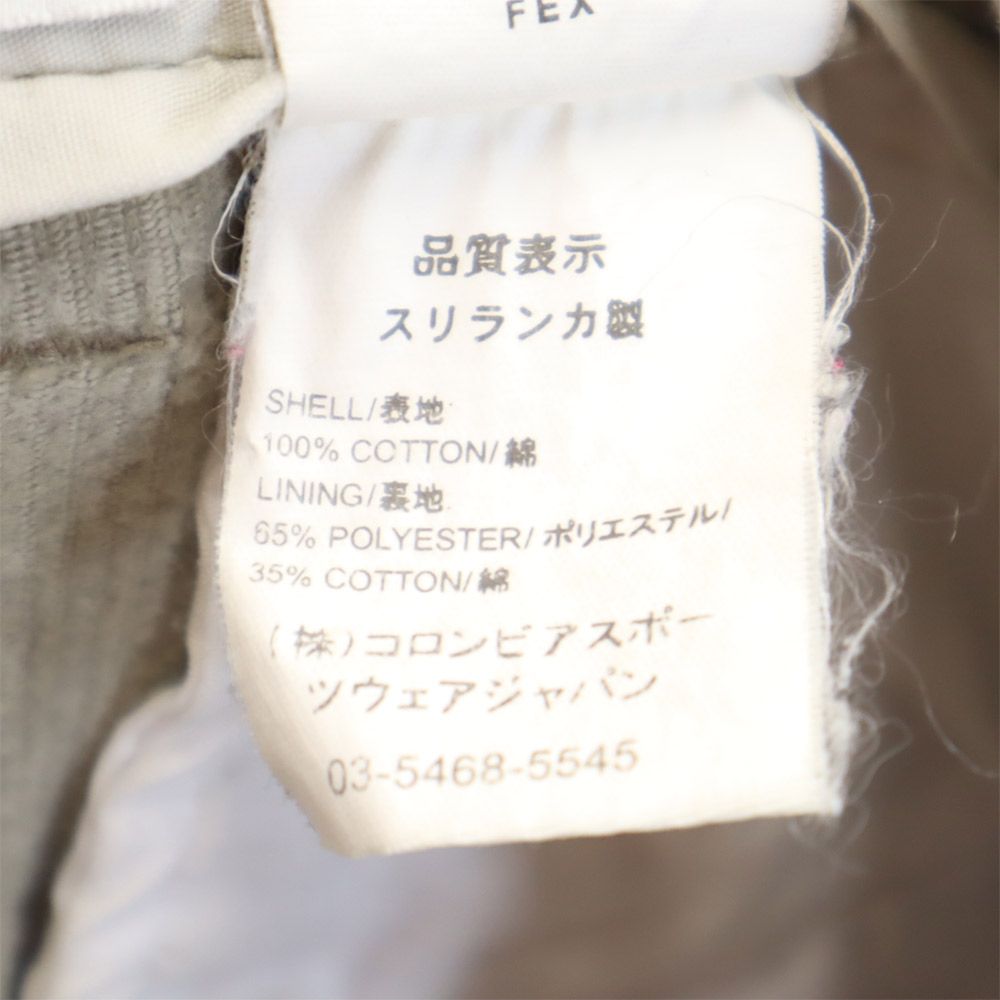 FEX
品質表示
スリランカ製
SHELL/表地
100% COTTON/綿
LINING/裏地
65% POLYESTER/ポリエステル/
35% COTTON/綿
(株)コロンビアスポー
ツウェアジャパン
03-5468-5545